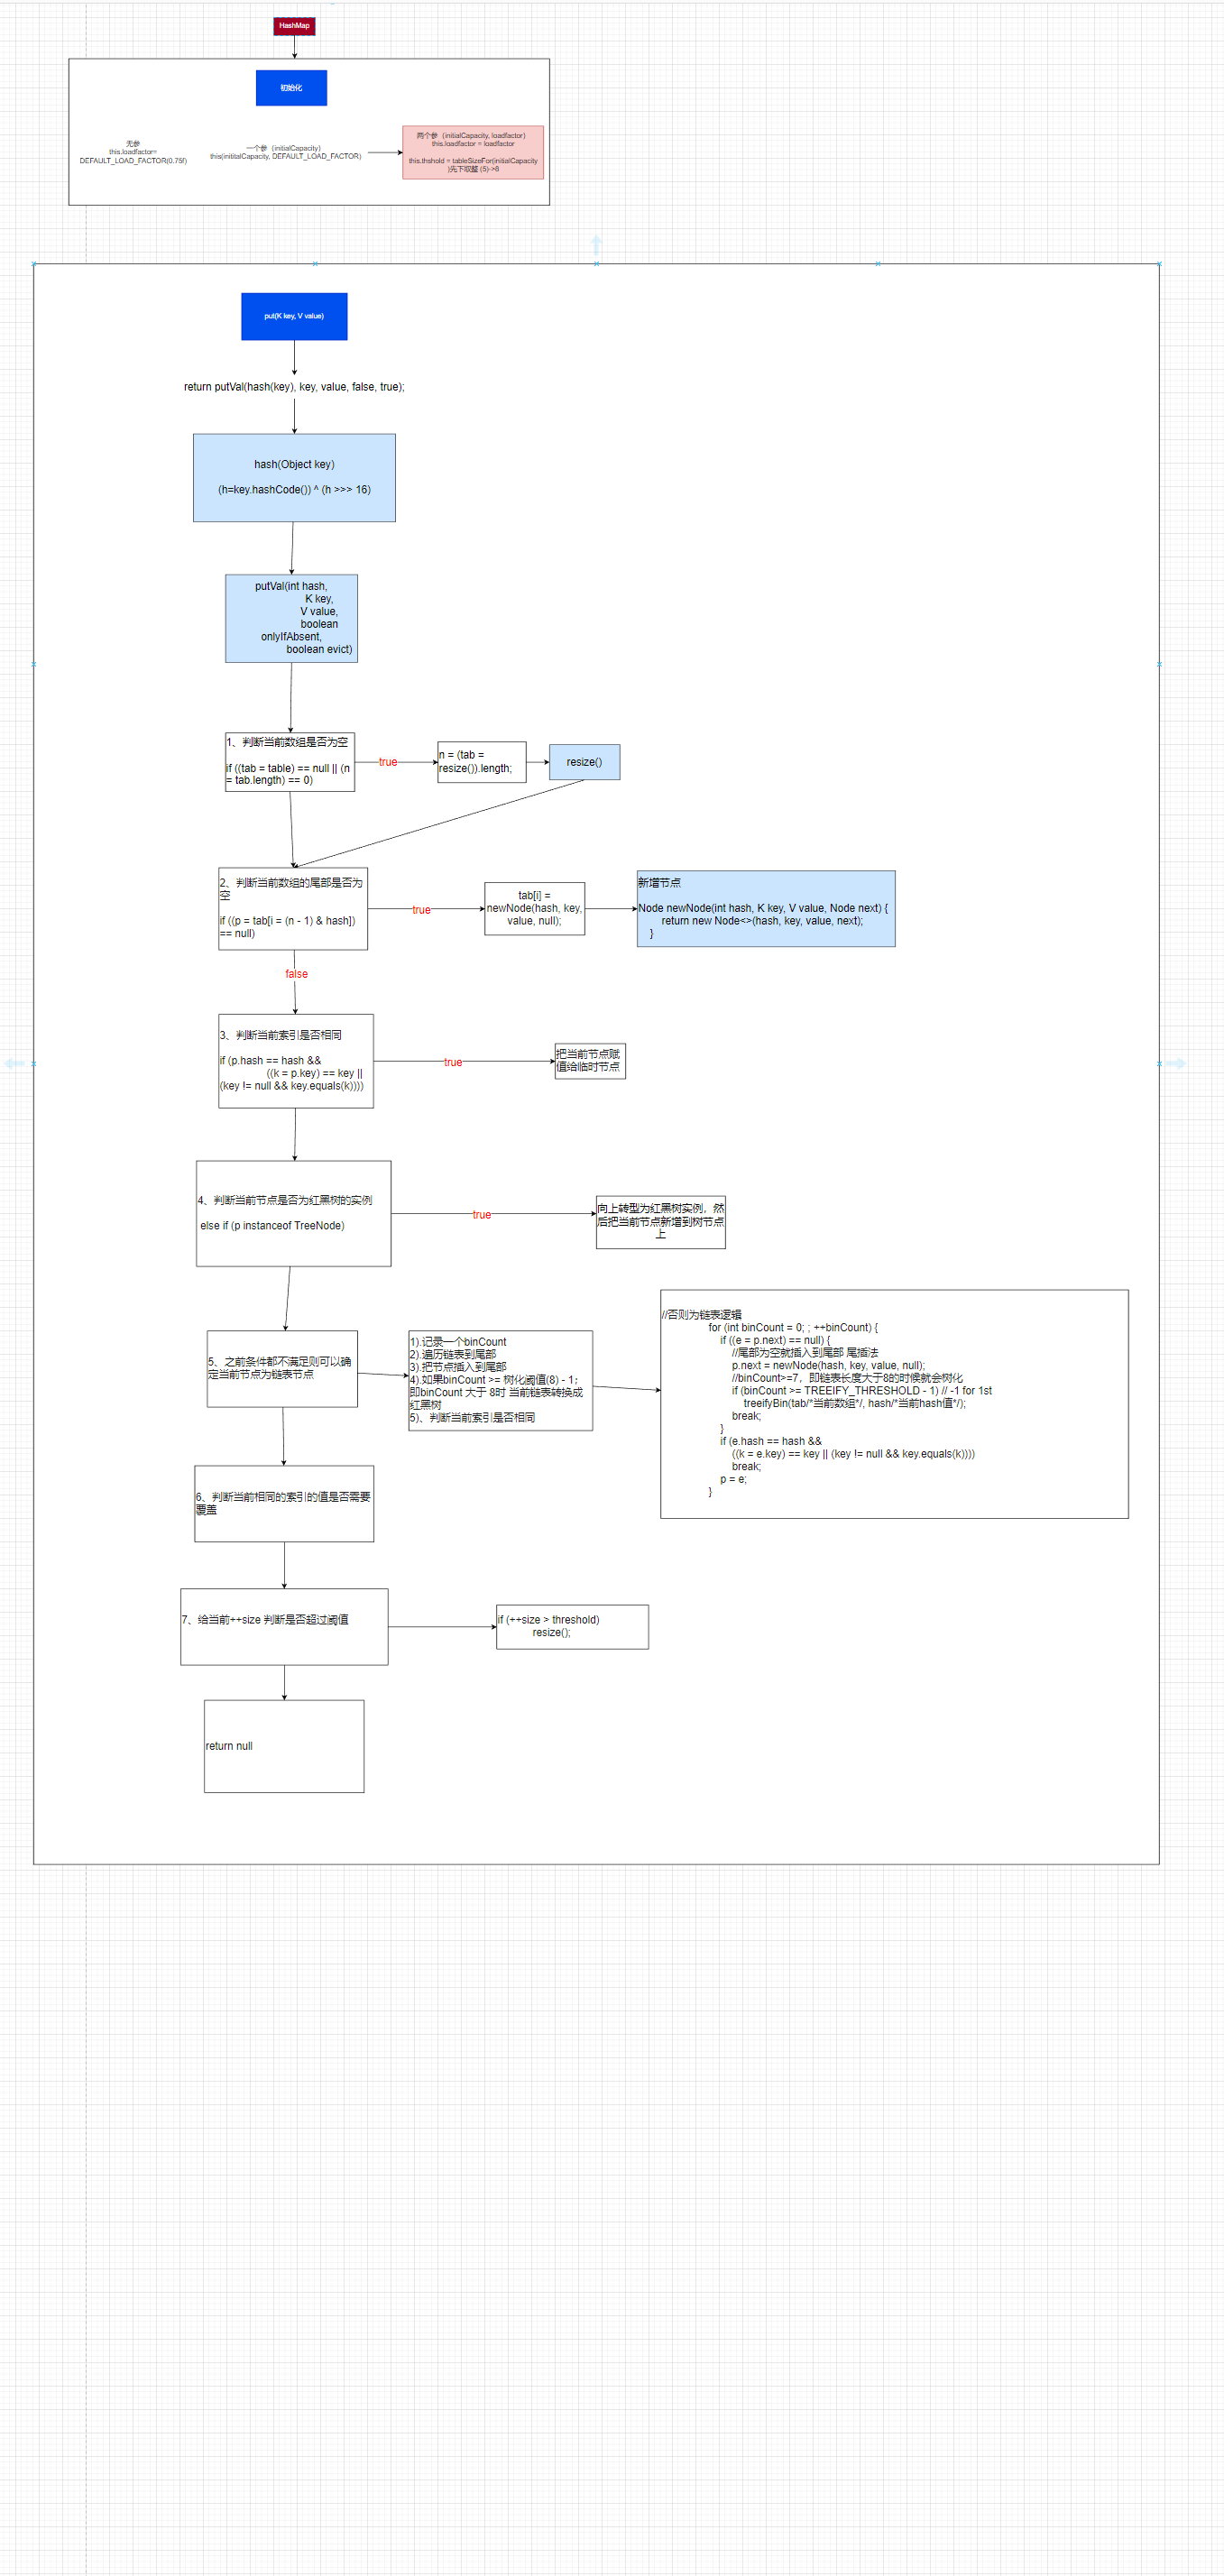 HashMap
初始化
无参
this.loadfactor=
DEFAULT_LOAD_FACTOR(0.75f)
一个参（initialCapacity）
this(inititalCapacity, DEFAULT_LOAD_FACTOR)
两个参（initialCapacity, loadfactor）
this.loadfactor = loadfactor
this.thshold = tableSizeFor(initialCapacity
)先下取整 (5)->8
put(K key, V value)
return putVal(hash(key), key, value, false, true);
hash(Object key)
(h=key.hashCode()) ^ (h >>> 16)
putVal(int hash,
K key,
V value,
boolean
onlyIfAbsent,
boolean evict)
1、判断当前数组是否为空
if ((tab = table) == null || (n
= tab.length) == 0)
true
n = (tab =
resize()).length;
resize()
2、判断当前数组的尾部是否为
空
if ((p = tab[i = (n - 1) & hash])
== null)
true
tab[i] =
newNode(hash, key,
value, null);
新增节点
Node newNode(int hash, K key, V value, Node next) {
return new Node<>(hash, key, value, next);
}
false
3、判断当前索引是否相同
if (p.hash == hash &&
((k = p.key) == key ||
(key != null && key.equals(k))))
true
把当前节点赋
值给临时节点
4、判断当前节点是否为红黑树的实例
else if (p instanceof TreeNode)
true
向上转型为红黑树实例，然
后把当前节点新增到树节点
上
5、之前条件都不满足则可以确
定当前节点为链表节点
1).记录一个binCount
2).遍历链表到尾部
3).把节点插入到尾部
4).如果binCount >= 树化阈值(8) - 1；
即binCount 大于 8时 当前链表转换成
红黑树
5)、判断当前索引是否相同
//否则为链表逻辑
for (int binCount = 0; ; ++binCount) {
if ((e = p.next) == null) {
//尾部为空就插入到尾部 尾插法
p.next = newNode(hash, key, value, null);
//binCount>=7，即链表长度大于8的时候就会树化
if (binCount >= TREEIFY_THRESHOLD - 1) // -1 for 1st
treeifyBin(tab/*当前数组*/, hash/*当前hash值*/);
break;
}
if (e.hash == hash &&
((k = e.key) == key || (key != null && key.equals(k))))
break;
p = e;
}
6、判断当前相同的索引的值是否需要
覆盖
7、给当前++size 判断是否超过阈值
if (++size > threshold)
resize();
return null